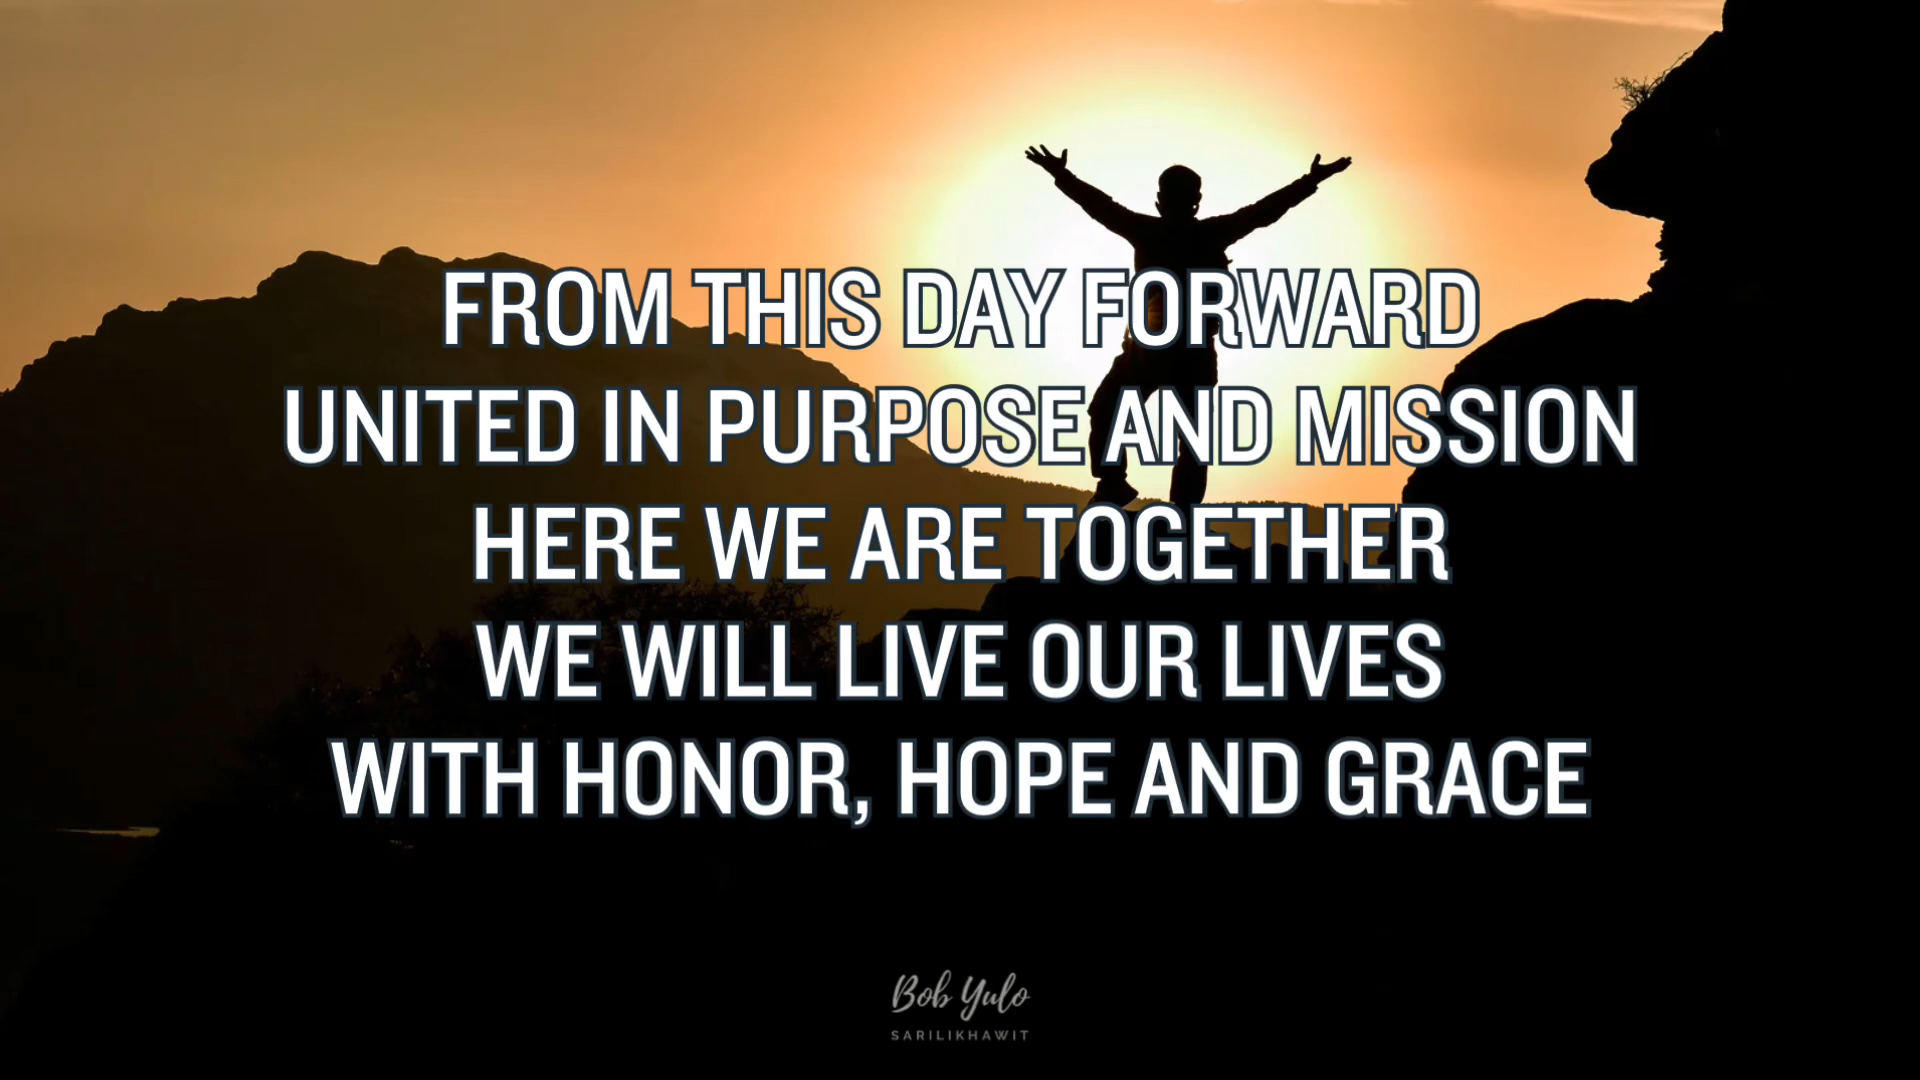 FROM THIS DAY FORWARD
UNITED IN PURPOSE AND MISSION
HERE WE ARE TOGETHER
WE WILL LIVE OUR LIVES
WITH HONOR, HOPE AND GRACE
Bob Yulo
SARILIKHAWIT